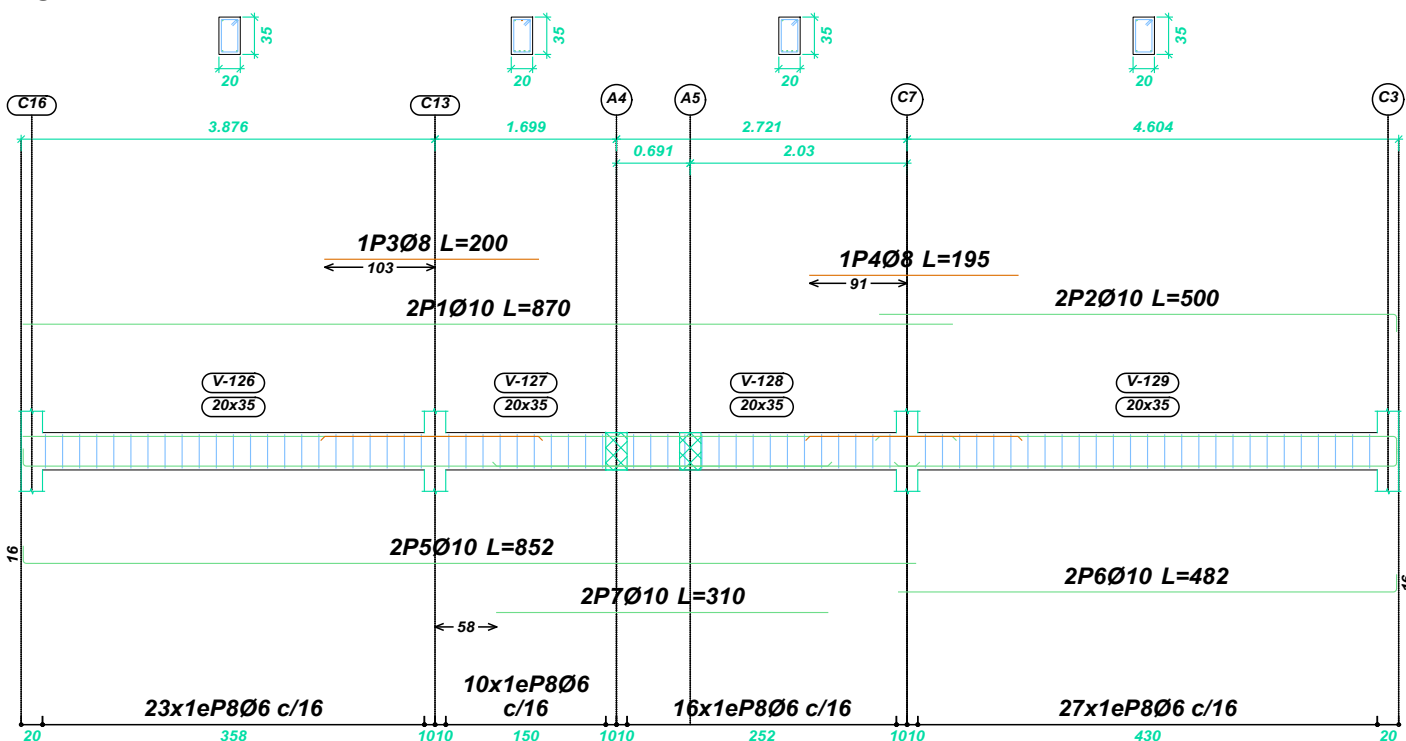 35
35
35
35
20
20
20
20
C16
C13
A4
A5
C7
C3
3.876
1.699
2.721
4.604
0.691
2.03
1P3Ø8 L=200
103
1P4Ø8 L=195
91
2P1Ø10 L=870
2P2Ø10 L=500
V-126
V-127
V-128
V-129
20x35
20x35
20x35
20x35
16
2P5Ø10 L=852
2P6Ø10 L=482
2P7Ø10 L=310
58
23x1eP8Ø6 c/16
10x1eP8Ø6
c/16
16x1eP8Ø6 c/16
27x1eP8Ø6 c/16
20
358
1010
150
1010
252
1010
430
20